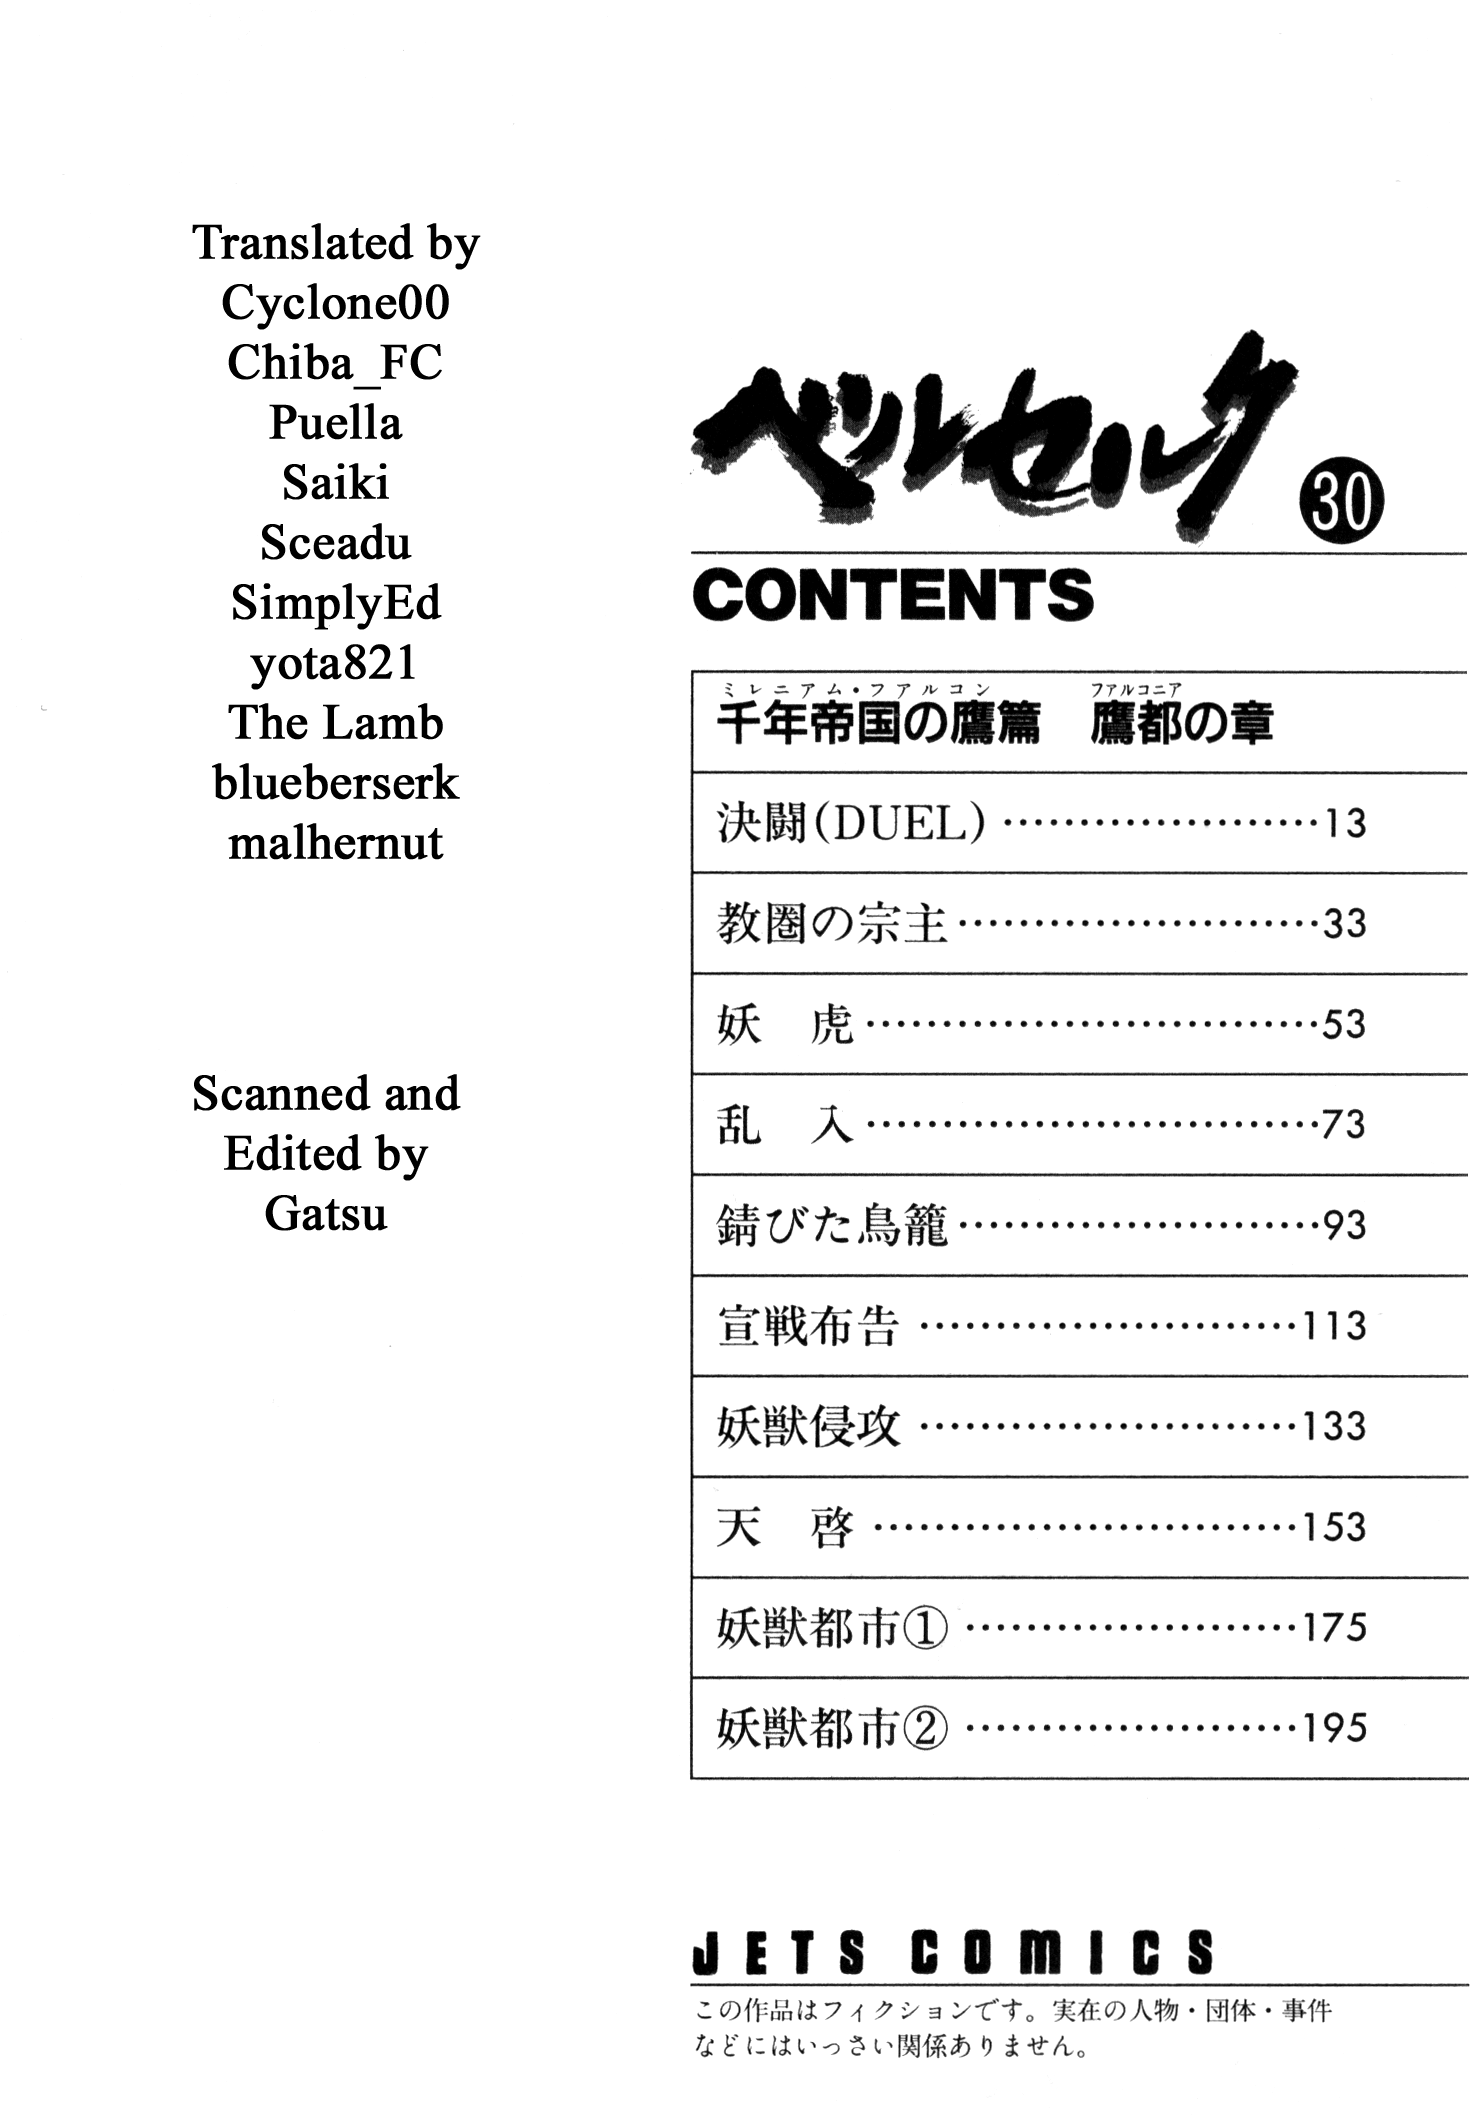 Translated by
Cyclone00
Chiba_FC
Puella
Saiki
Sceadu
SimplyEd
yota821
The Lamb
blueberserk
malhernut
Scanned and
Edited by
Gatsu
ベルセルク 30
CONTENTS
ミレニアム・ファルコン ファルコニア
千年帝国の鷹篇 鷹都の章
決闘(DUEL)……………………13
教圏の宗主……………………33
妖 虎……………………53
乱 入……………………73
錆びた鳥籠……………………93
宣戦布告……………………113
妖獣侵攻……………………133
天 啓……………………153
妖獣都市①……………………175
妖獣都市②……………………195
JETS COMICS
この作品はフィクションです。実在の人物・団体・事件
などにはいっさい関係ありません。